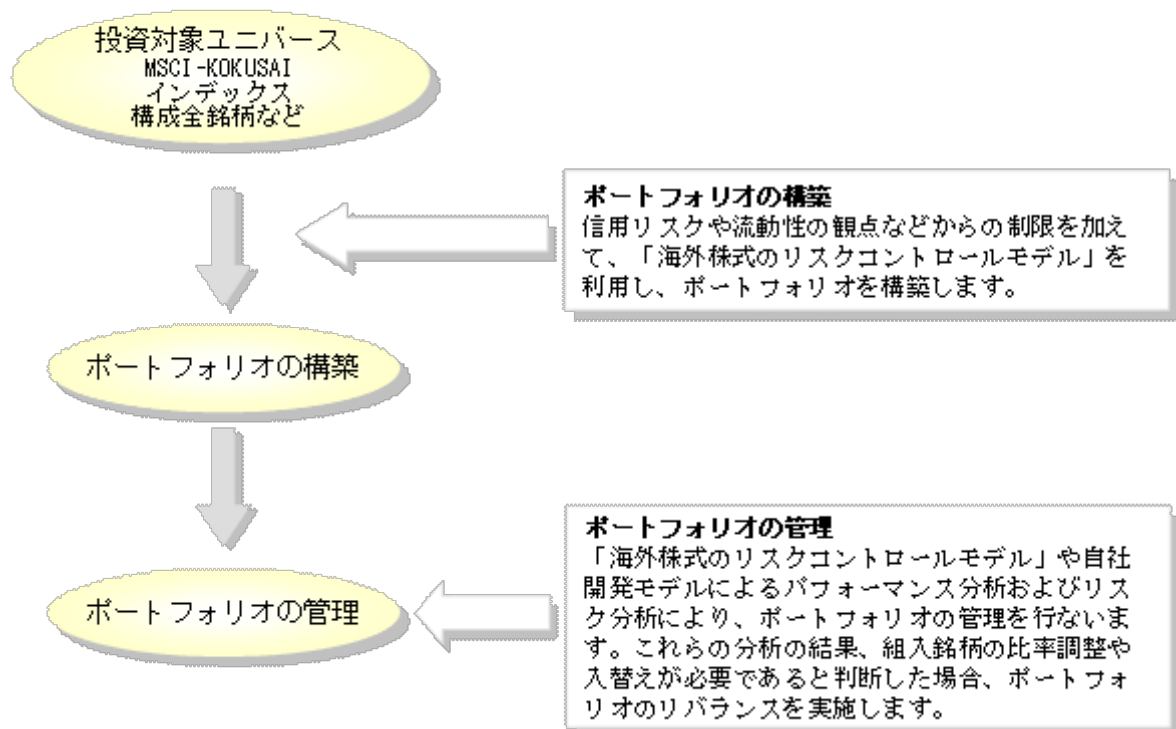 投資対象ユニバース
MSCI-KOKUSAI
インデックス
構成全銘柄など
ポートフォリオの構築
信用リスクや流動性の観点などからの制限を加え
て、「海外株式のリスクコントロールモデル」を
利用し、ポートフォリオを構築します。
ポートフォリオの構築
ポートフォリオの管理
「海外株式のリスクコントロールモデル」や自社
開発モデルによるパフォーマンス分析およびリス
ク分析により、ポートフォリオの管理を行ないま
す。これらの分析の結果、組入銘柄の比率調整や
入替えが必要であると判断した場合、ポートフォ
リオのリバランスを実施します。
ポートフォリオの管理